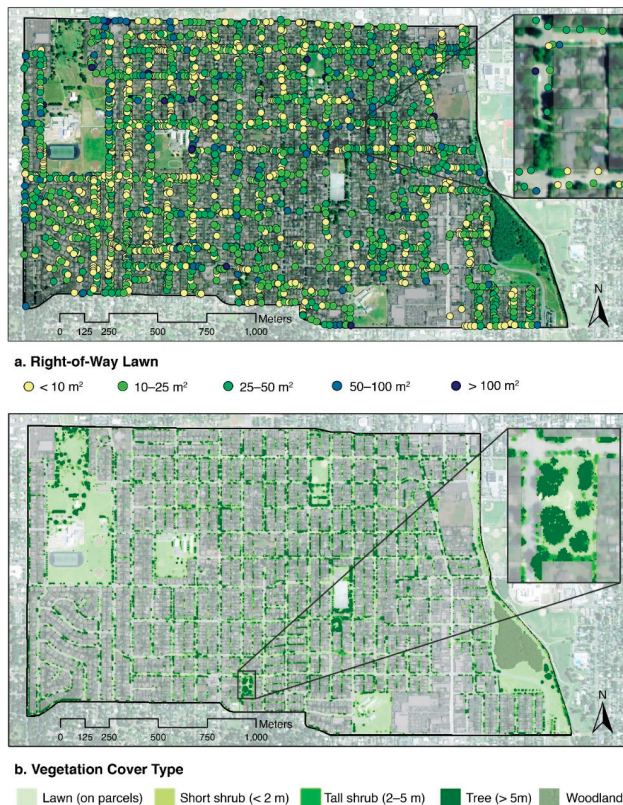 N
0 125 250 500 750 1,000
Meters
a. Right-of-Way Lawn
< 10 m² 10–25 m² 25–50 m² 50–100 m² > 100 m²
N
0 125 250 500 750 1,000
Meters
b. Vegetation Cover Type
Lawn (on parcels) Short shrub (< 2 m) Tall shrub (2–5 m) Tree (> 5m) Woodland